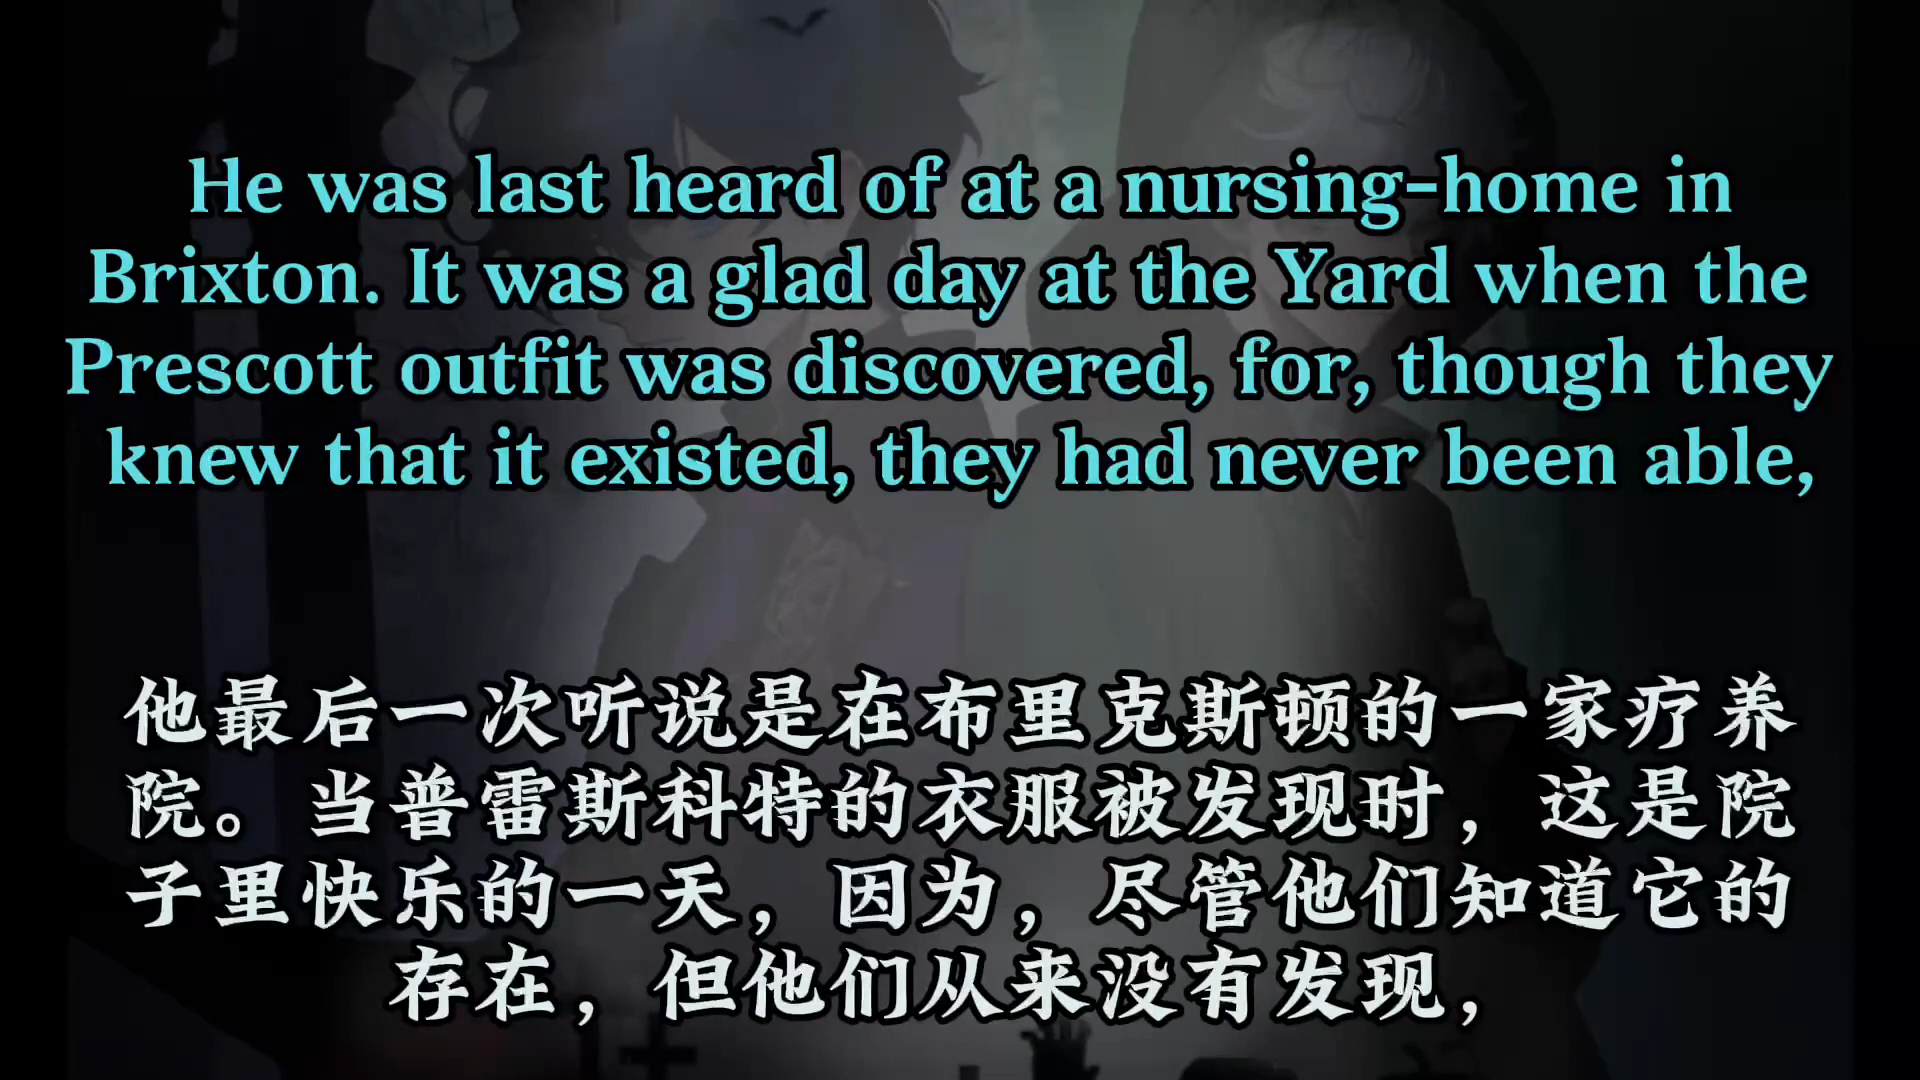 He was last heard of at a nursing-home in
Brixton. It was a glad day at the Yard when the
Prescott outfit was discovered, for, though they
knew that it existed, they had never been able,
他最后一次听说是在布里克斯顿的一家疗养
院。当普雷斯科特的衣服被发现时，这是院
子里快乐的一天，因为，尽管他们知道它的
存在，但他们从来没有发现，